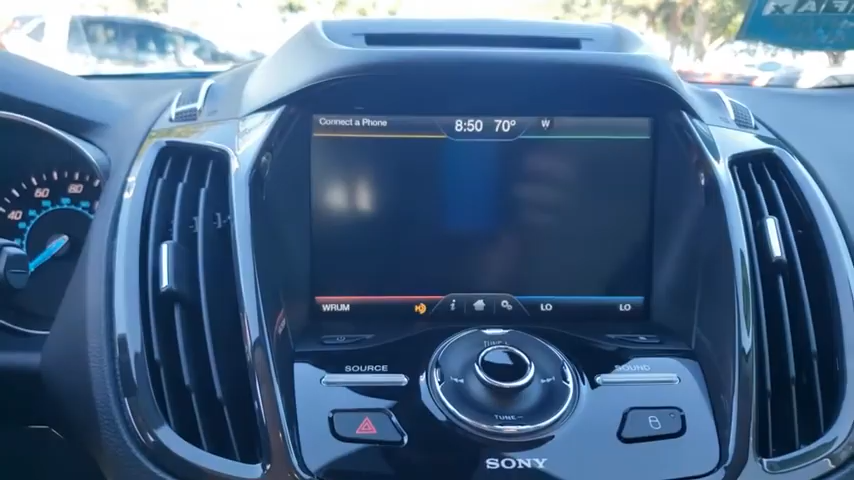 Connect a Phone
8:50 70° W
40 60 80
WRUM
LO LO
SOURCE
SOUND
TUNE –
SONY